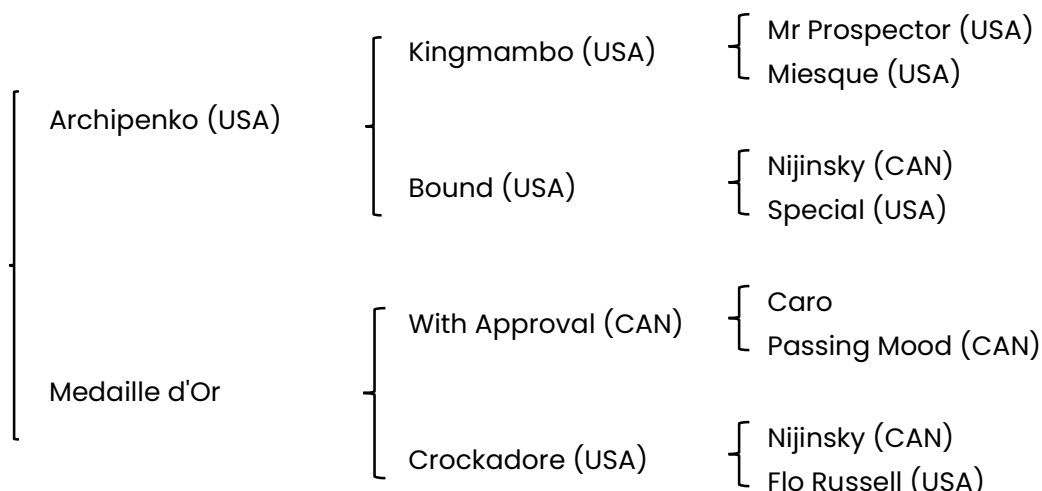 Mr Prospector (USA)
Kingmambo (USA)
Miesque (USA)
Archipenko (USA)
Nijinsky (CAN)
Bound (USA)
Special (USA)
Caro
With Approval (CAN)
Passing Mood (CAN)
Medaille d'Or
Nijinsky (CAN)
Crockadore (USA)
Flo Russell (USA)